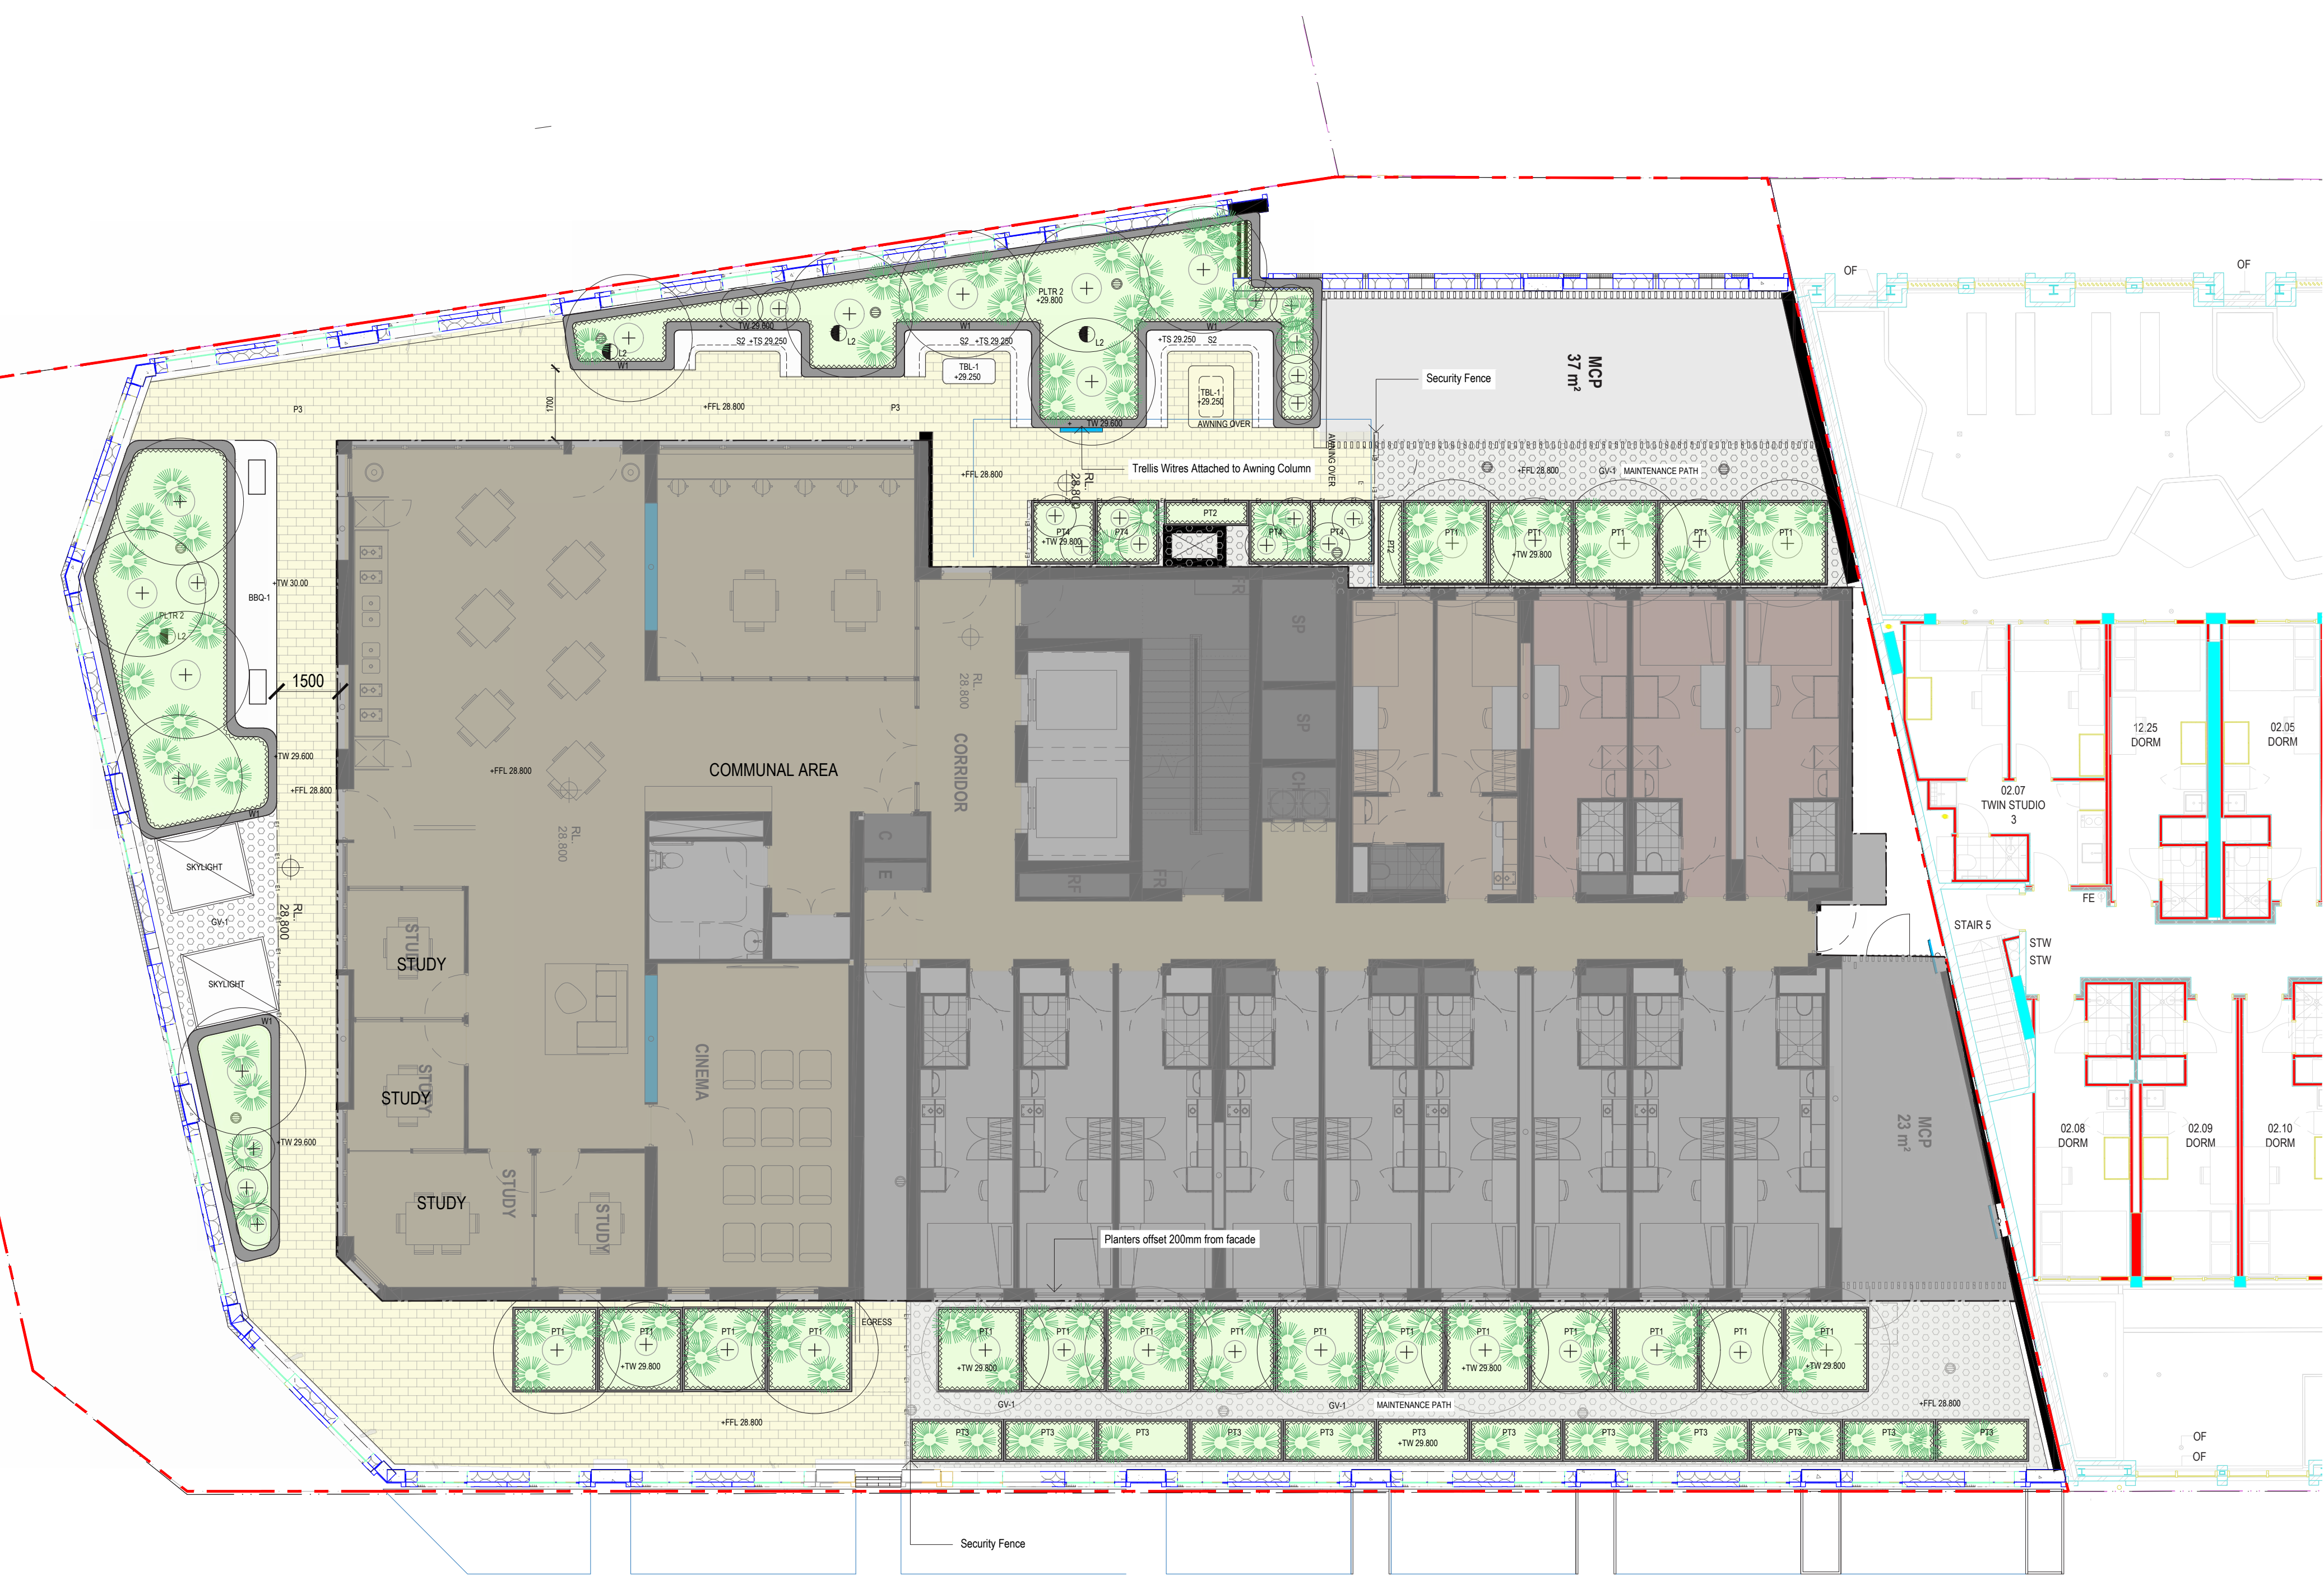 OF
OF
PLTR 2
+29.800
+ TW 29.600
W1
S2 +TS 29.250
L2
W1
S2 +TS 29.250
L2
W1
+TS 29.250 S2
L2
W1
TBL-1
+29.250
TBL-1
+29.250
MCP
37 m²
Security Fence
1700
P3
+FFL 28.800
P3
+ TW 29.600
AWNING OVER
AWNING OVER
Trellis Witres Attached to Awning Column
+FFL 28.800
RL.
28.800
+FFL 28.800
GV-1
MAINTENANCE PATH
PT4
+TW 29.800
PT4
PT2
PT4
PT4
PT2
PT1
PT1
+TW 29.800
PT1
PT1
PT1
+TW 30.00
BBQ-1
PLTR 2
L2
1500
FR
SP
SP
CH
RL.
28.800
CORRIDOR
+TW 29.600
+FFL 28.800
+FFL 28.800
COMMUNAL AREA
RL.
28.800
W1
SKYLIGHT
GV-1
SKYLIGHT
RL.
28.800
C
E
RF
FR
12.25
DORM
02.05
DORM
02.07
TWIN STUDIO
3
FE
STAIR 5
STW
STW
STUDY
STUDY
W1
STUDY
STUDY
CINEMA
+TW 29.600
STUDY
STUDY
STUDY
MCP
23 m²
02.08
DORM
02.09
DORM
02.10
DORM
Planters offset 200mm from facade
EGRESS
PT1
PT1
+TW 29.800
PT1
PT1
PT1
+TW 29.800
PT1
PT1
PT1
PT1
PT1
PT1
+TW 29.800
PT1
PT1
PT1
PT1
+TW 29.800
+FFL 28.800
GV-1
GV-1
MAINTENANCE PATH
+FFL 28.800
PT3
PT3
PT3
PT3
PT3
PT3
+TW 29.800
PT3
PT3
PT3
PT3
PT3
PT3
OF
OF
Security Fence